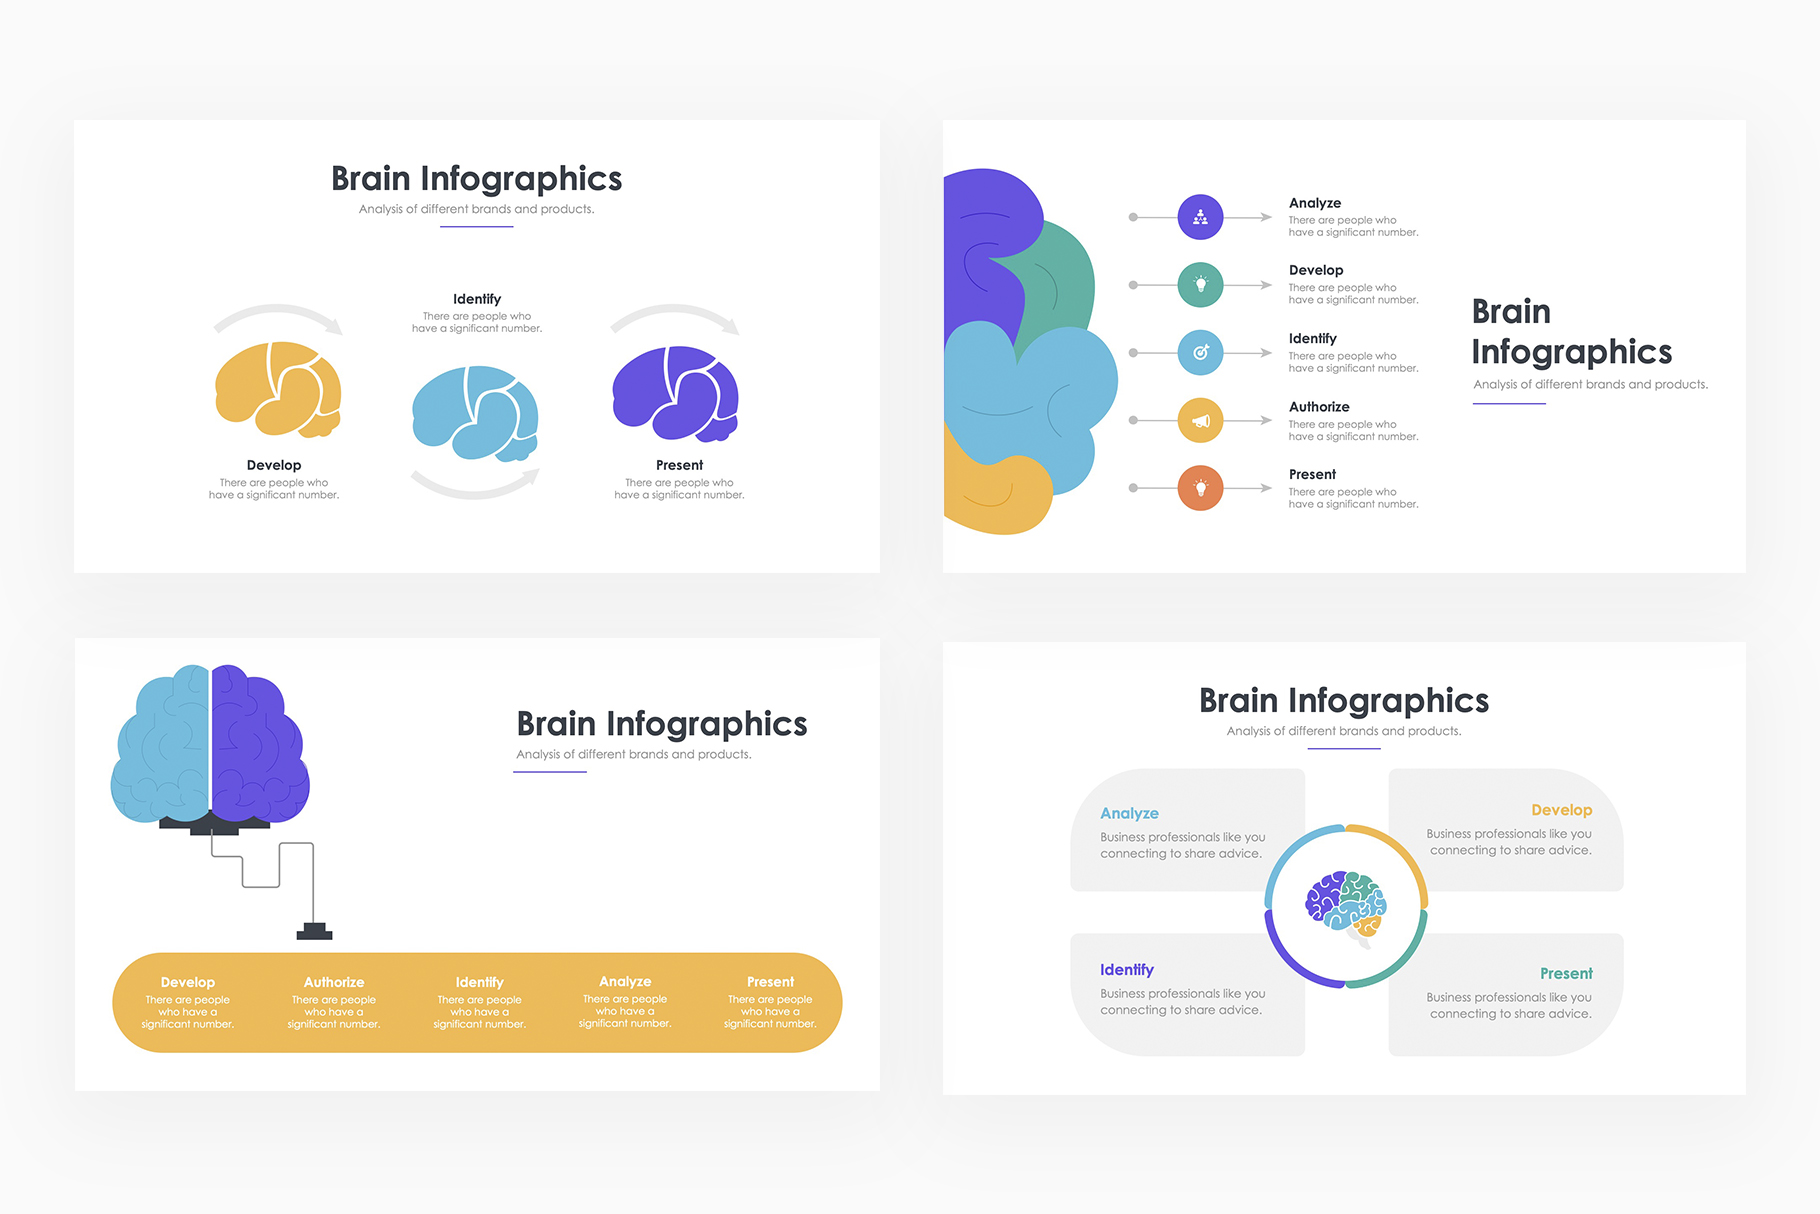 Brain Infographics
Analysis of different brands and products.
Identify
There are people who
have a significant number.
Develop
There are people who
have a significant number.
Present
There are people who
have a significant number.
Analyze
There are people who
have a significant number.
Develop
There are people who
have a significant number.
Identify
There are people who
have a significant number.
Authorize
There are people who
have a significant number.
Present
There are people who
have a significant number.
Brain
Infographics
Analysis of different brands and products.
Brain Infographics
Analysis of different brands and products.
Develop
There are people
who have a
significant number.
Authorize
There are people
who have a
significant number.
Identify
There are people
who have a
significant number.
Analyze
There are people
who have a
significant number.
Present
There are people
who have a
significant number.
Brain Infographics
Analysis of different brands and products.
Analyze
Business professionals like you
connecting to share advice.
Develop
Business professionals like you
connecting to share advice.
Identify
Business professionals like you
connecting to share advice.
Present
Business professionals like you
connecting to share advice.